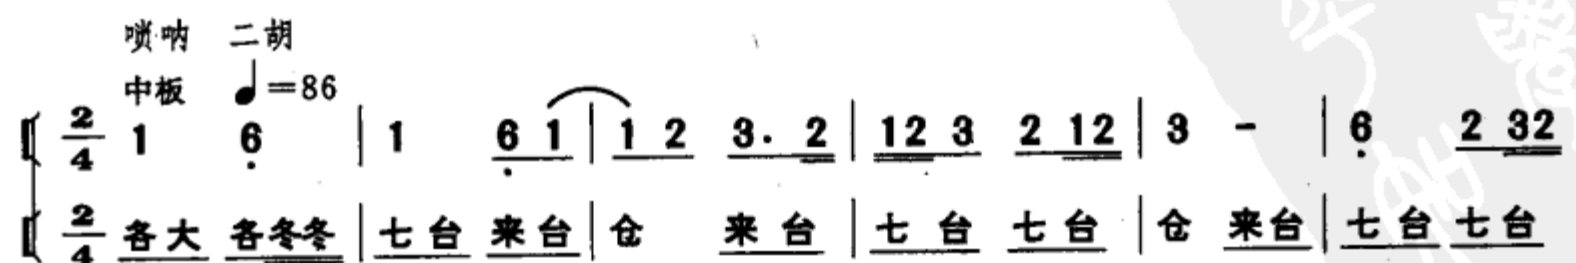 唢呐 二胡
中板 ♩=86
2/4 1 6̣ | 1 6̣ 1 | 1 2 3. 2 | 12 3 2 12 | 3 - | 6̣ 2 32
2/4 各大 各冬冬 | 七台 来台 | 仓 来台 | 七台 七台 | 仓 来台 | 七台 七台